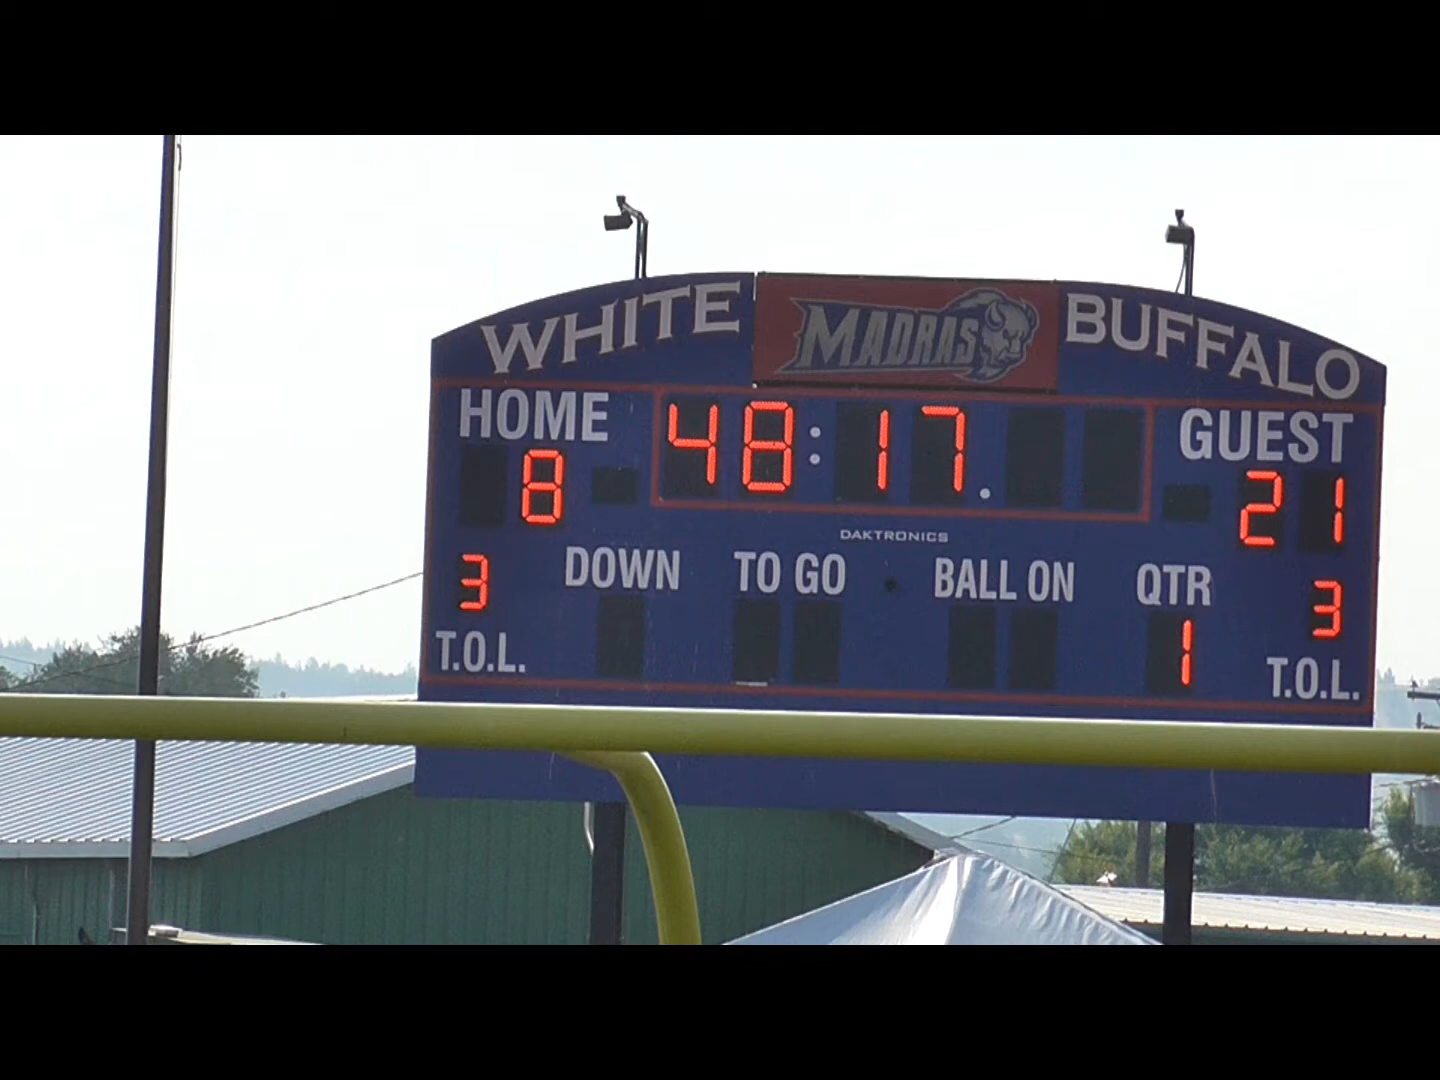 WHITE MADRAS BUFFALO
HOME 48:17. GUEST
8 21
DAKTRONICS
DOWN TO GO BALL ON QTR
3 1 3
T.O.L. T.O.L.